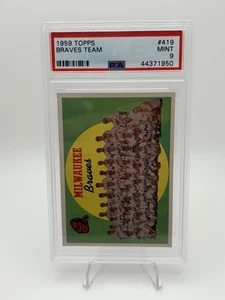 1959 TOPPS #419
BRAVES TEAM MINT
9
PSA 44371950
MILWAUKEE
Braves